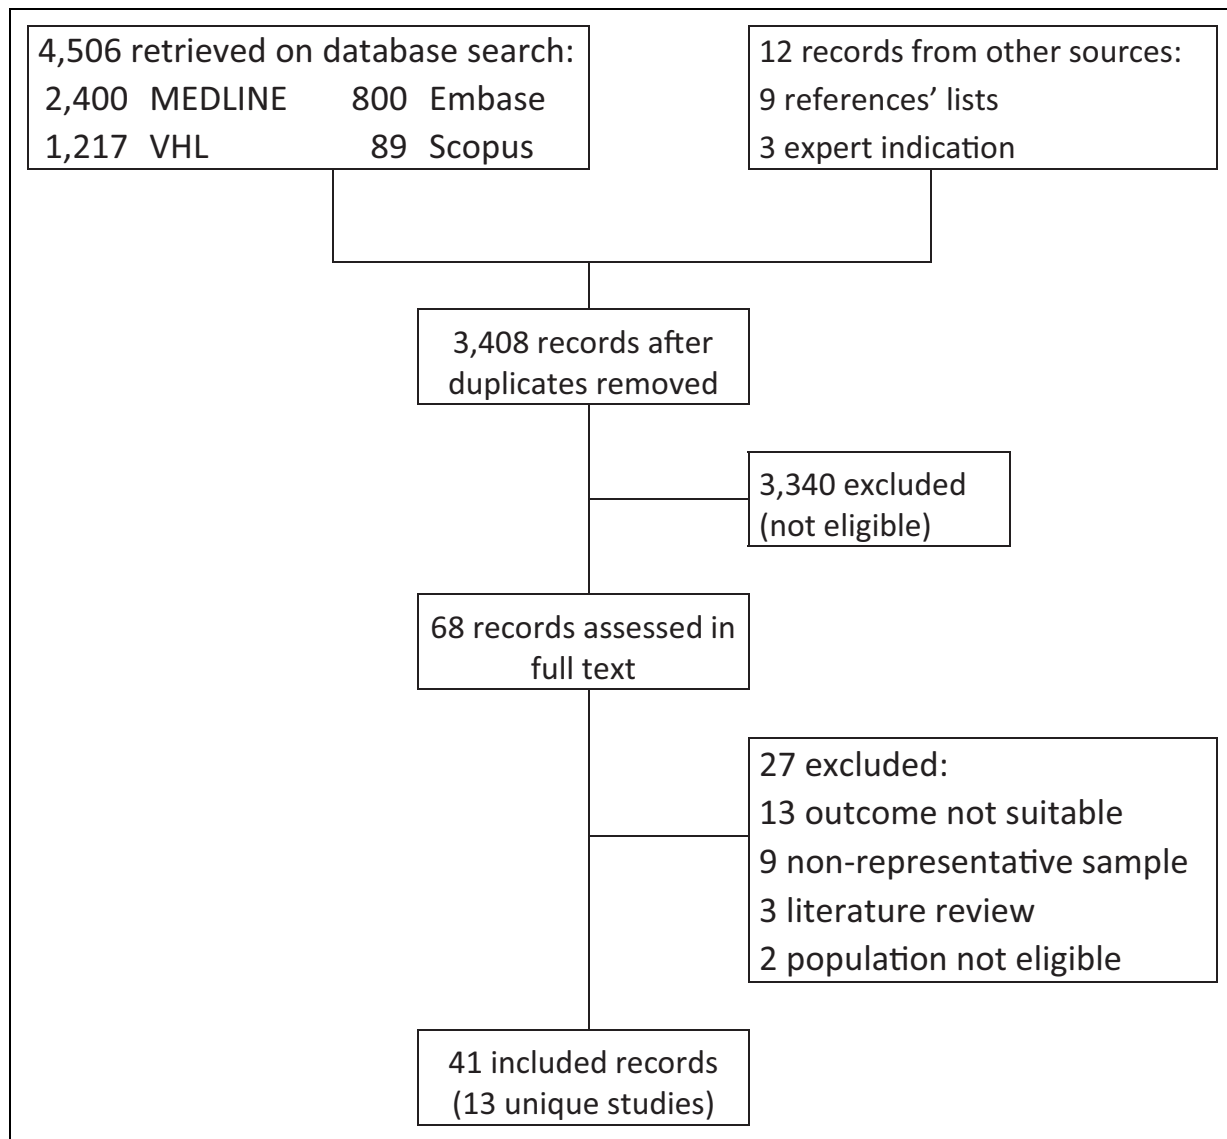 4,506 retrieved on database search:
2,400 MEDLINE 800 Embase
1,217 VHL 89 Scopus
12 records from other sources:
9 references’ lists
3 expert indication
3,408 records after
duplicates removed
3,340 excluded
(not eligible)
68 records assessed in
full text
27 excluded:
13 outcome not suitable
9 non-representative sample
3 literature review
2 population not eligible
41 included records
(13 unique studies)